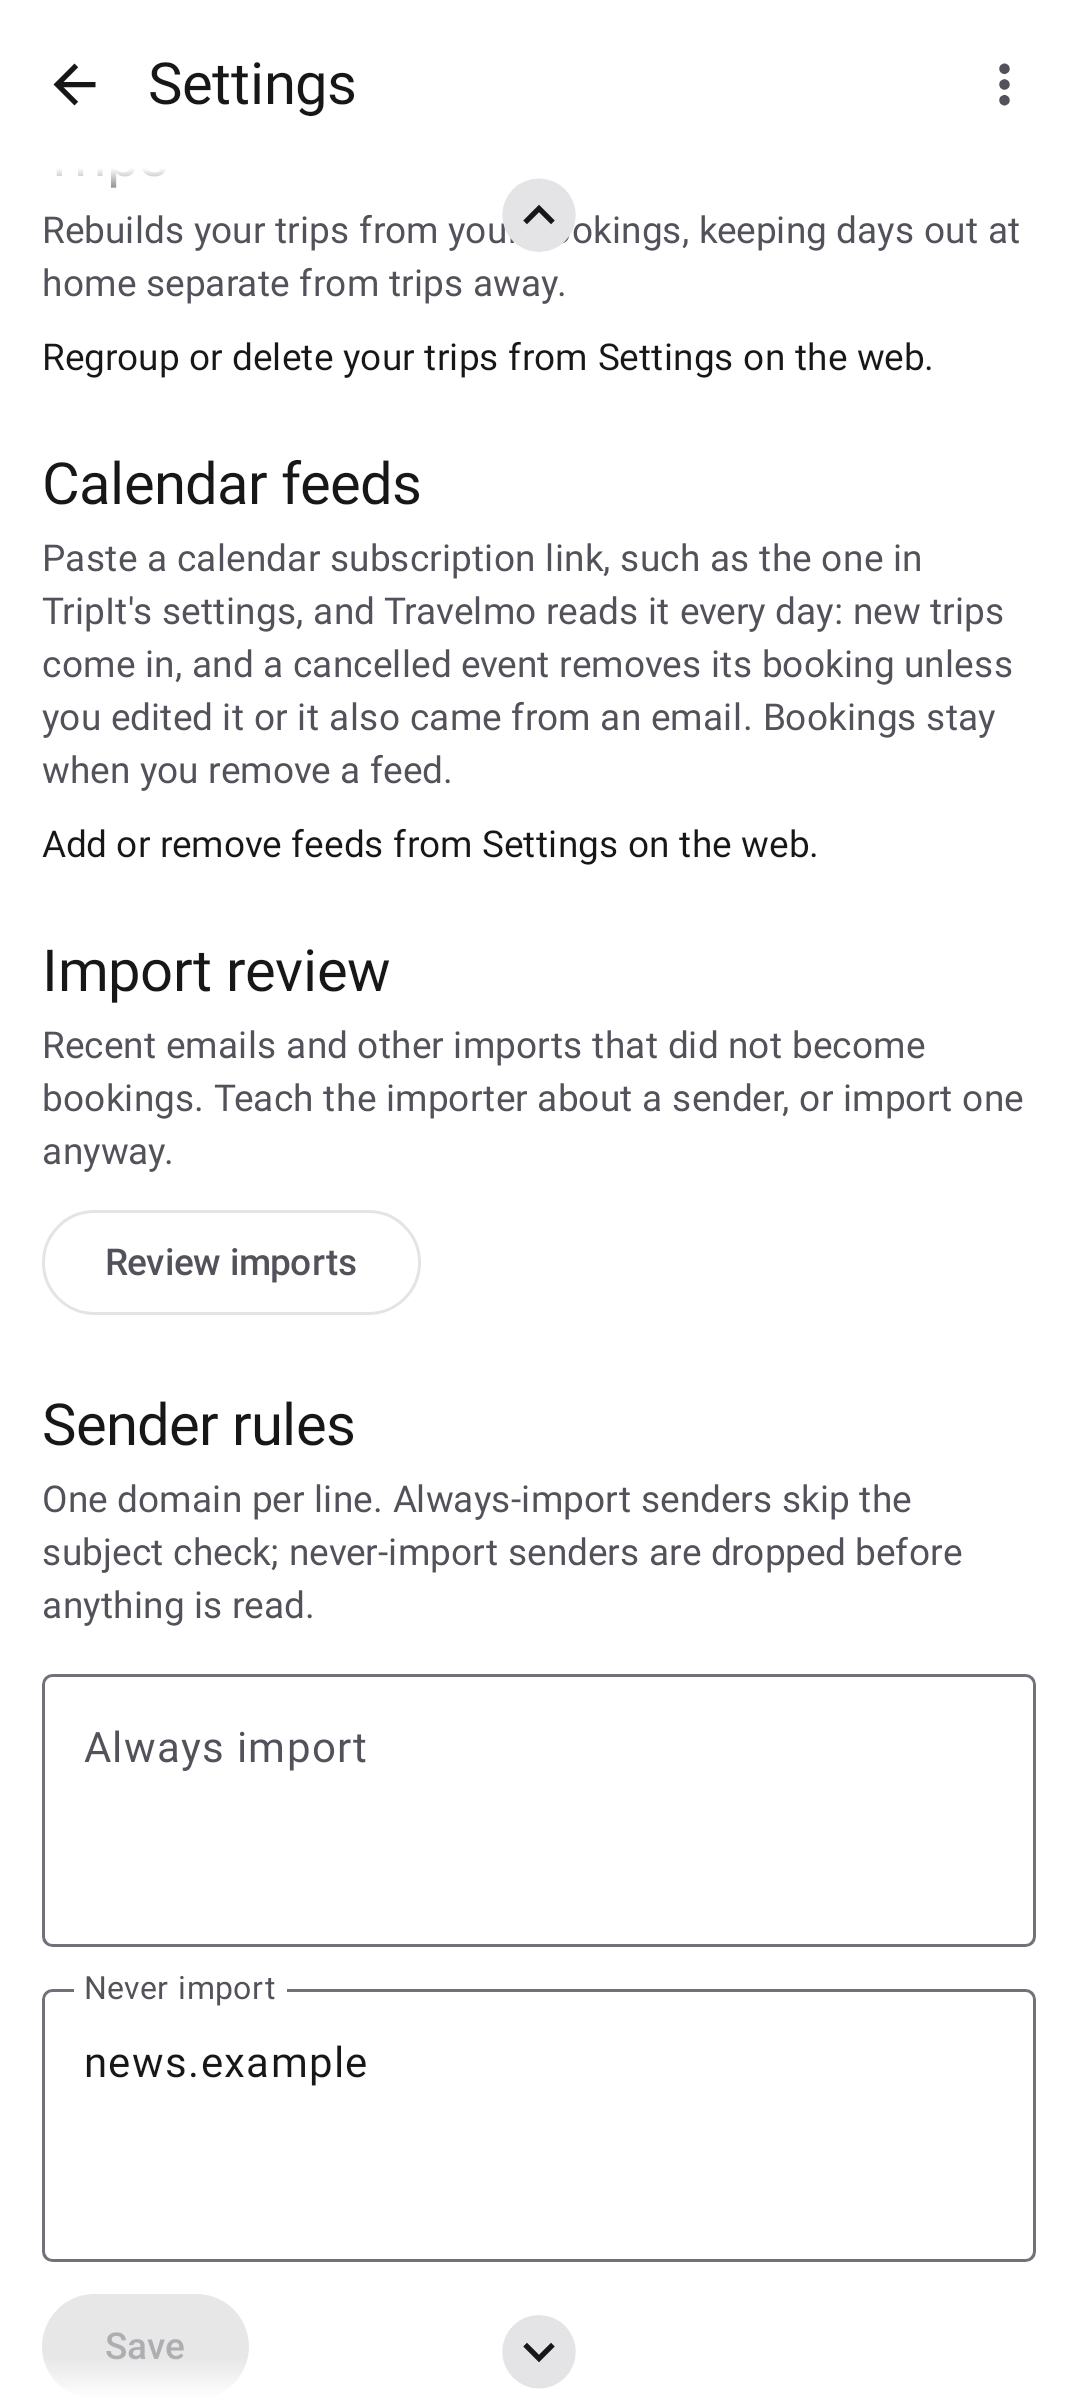 Settings
Trips
Rebuilds your trips from your bookings, keeping days out at
home separate from trips away.
Regroup or delete your trips from Settings on the web.
Calendar feeds
Paste a calendar subscription link, such as the one in
TripIt's settings, and Travelmo reads it every day: new trips
come in, and a cancelled event removes its booking unless
you edited it or it also came from an email. Bookings stay
when you remove a feed.
Add or remove feeds from Settings on the web.
Import review
Recent emails and other imports that did not become
bookings. Teach the importer about a sender, or import one
anyway.
Review imports
Sender rules
One domain per line. Always-import senders skip the
subject check; never-import senders are dropped before
anything is read.
Always import
Never import
news.example
Save